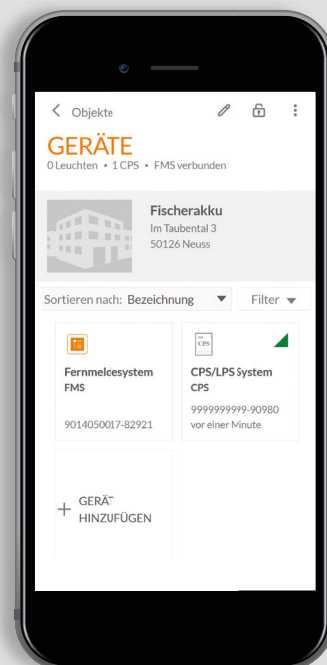 Objekte
GERÄTE
0 Leuchten • 1 CPS • FMS verbunden
Fischerakku
Im Taubental 3
50126 Neuss
Sortieren nach: Bezeichnung
Filter
Fernmeldesystem
FMS
9014050017-82921
CPS
CPS/LPS System
CPS
9999999999-90980
vor einer Minute
+ GERÄT
HINZUFÜGEN